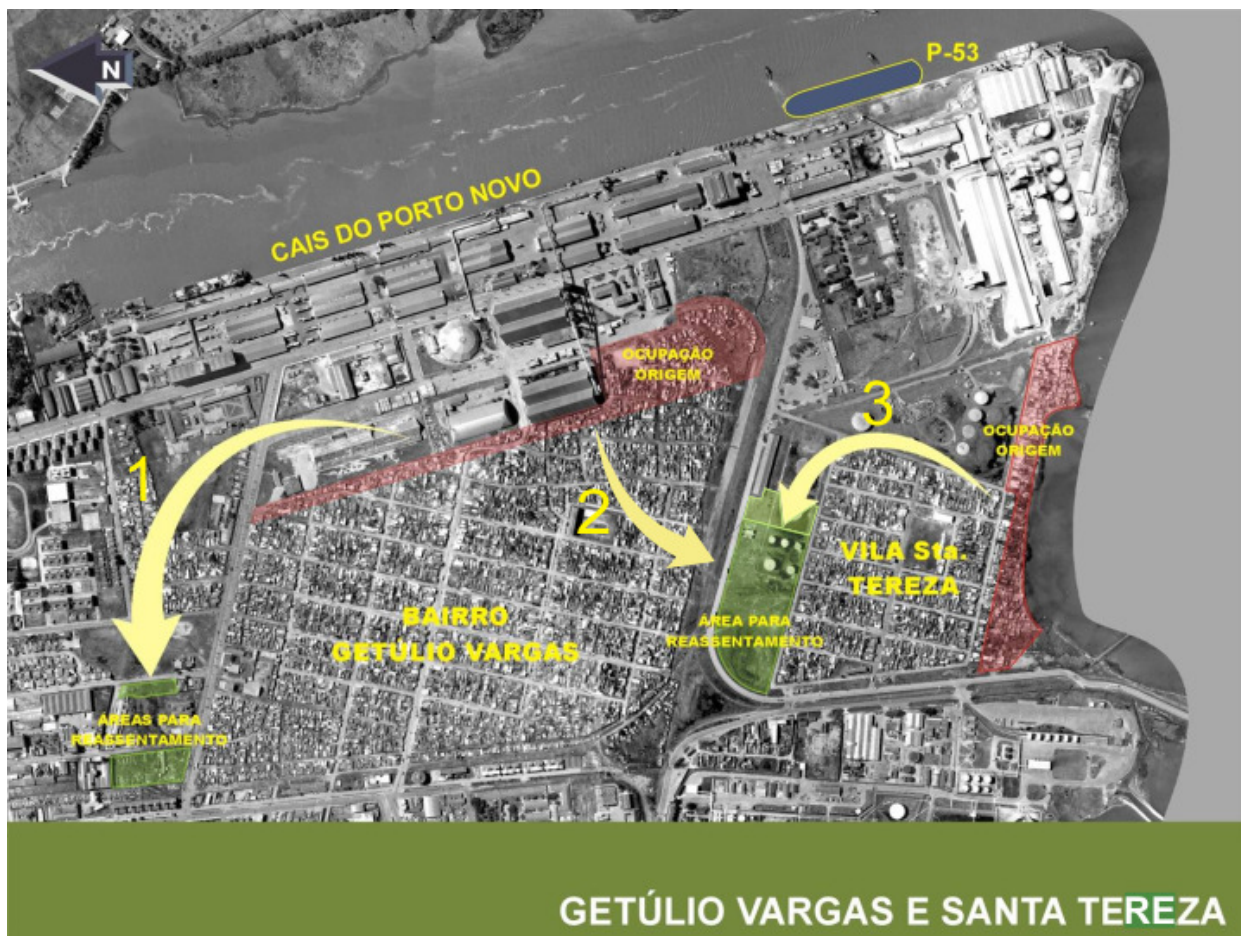 N
P-53
CAIS DO PORTO NOVO
OCUPAÇÃO
ORIGEM
3
OCUPAÇÃO
ORIGEM
1
2
VILA Sta.
TEREZA
BAIRRO
GETÚLIO VARGAS
ÁREA PARA
REASSENTAMENTO
ÁREAS PARA
REASSENTAMENTO
GETÚLIO VARGAS E SANTA TEREZA